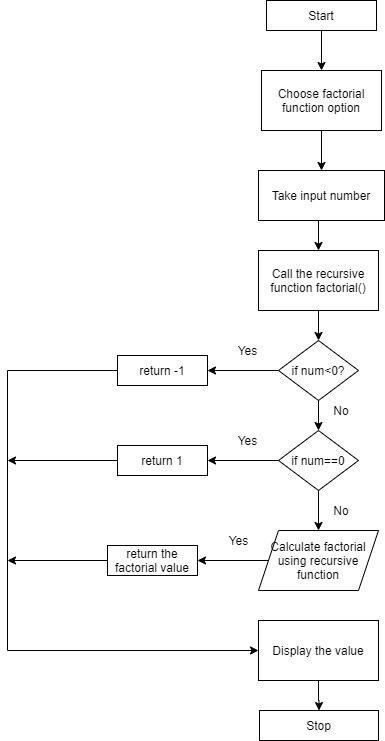 Start
Choose factorial
function option
Take input number
Call the recursive
function factorial()
Yes
return -1
if num<0?
No
Yes
return 1
if num==0
No
Yes
return the
factorial value
Calculate factorial
using recursive
function
Display the value
Stop